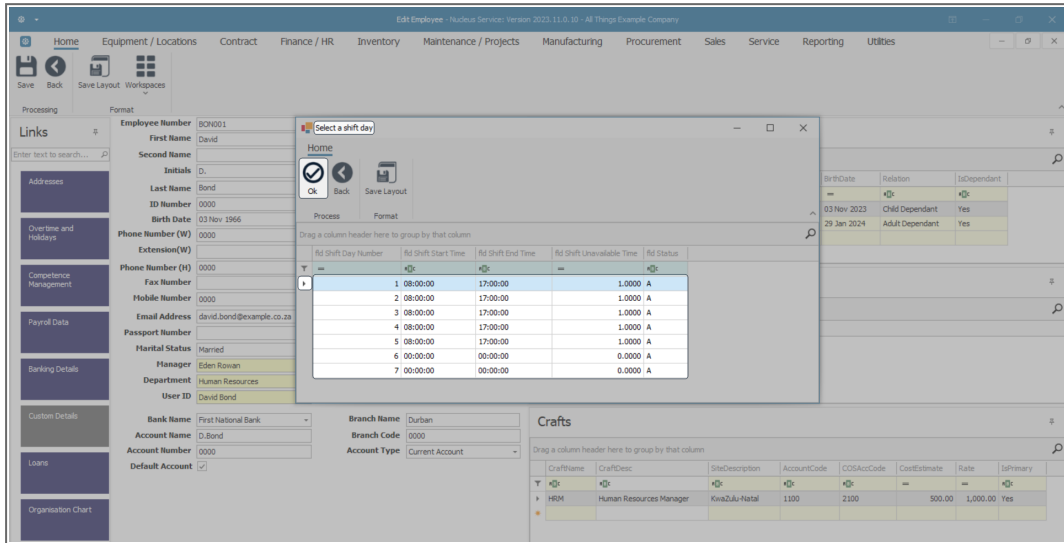 Edit Employee - Nucleus Service: Version 2023.11.0.10 - All Things Example Company
Home Equipment / Locations Contract Finance / HR Inventory Maintenance / Projects Manufacturing Procurement Sales Service Reporting Utilities
Save Back Save Layout Workspaces
Processing Format
Links
Enter text to search...
Addresses
Overtime and Holidays
Competence Management
Payroll Data
Banking Details
Custom Details
Loans
Organisation Chart
Employee Number BON001
First Name David
Second Name
Initials D.
Last Name Bond
ID Number 0000
Birth Date 03 Nov 1966
Phone Number (W) 0000
Extension(W)
Phone Number (H) 0000
Fax Number
Mobile Number 0000
Email Address david.bond@example.co.za
Passport Number
Marital Status Married
Manager Eden Rowan
Department Human Resources
User ID David Bond
Bank Name First National Bank Branch Name Durban
Account Name D.Bond Branch Code 0000
Account Number 0000 Account Type Current Account
Default Account
Select a shift day
Home
Ok Back Save Layout
Process Format
Drag a column header here to group by that column
fld Shift Day Number fld Shift Start Time fld Shift End Time fld Shift Unavailable Time fld Status
= =
1 08:00:00 17:00:00 1.0000 A
2 08:00:00 17:00:00 1.0000 A
3 08:00:00 17:00:00 1.0000 A
4 08:00:00 17:00:00 1.0000 A
5 08:00:00 17:00:00 1.0000 A
6 00:00:00 00:00:00 0.0000 A
7 00:00:00 00:00:00 0.0000 A
BirthDate Relation IsDependant
=
03 Nov 2023 Child Dependant Yes
29 Jan 2024 Adult Dependant Yes
Crafts
Drag a column header here to group by that column
CraftName CraftDesc SiteDescription AccountCode COSAccCode CostEstimate Rate IsPrimary
= =
HRM Human Resources Manager KwaZulu-Natal 1100 2100 500.00 1,000.00 Yes